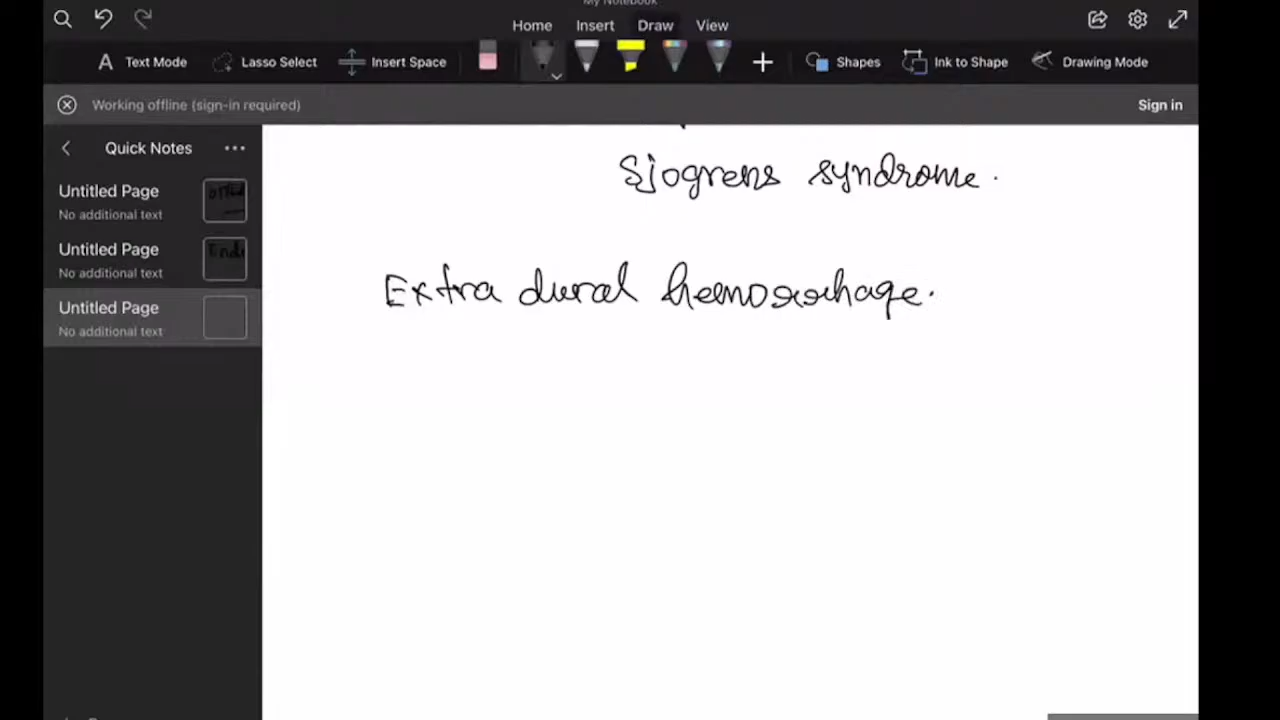 My Notebook
Home Insert Draw View
Text Mode Lasso Select Insert Space Shapes Ink to Shape Drawing Mode
Working offline (sign-in required) Sign in
Quick Notes
Untitled Page
No additional text
Untitled Page
No additional text
Untitled Page
No additional text
Sjogrens syndrome.
Extra dural hemorrhage.